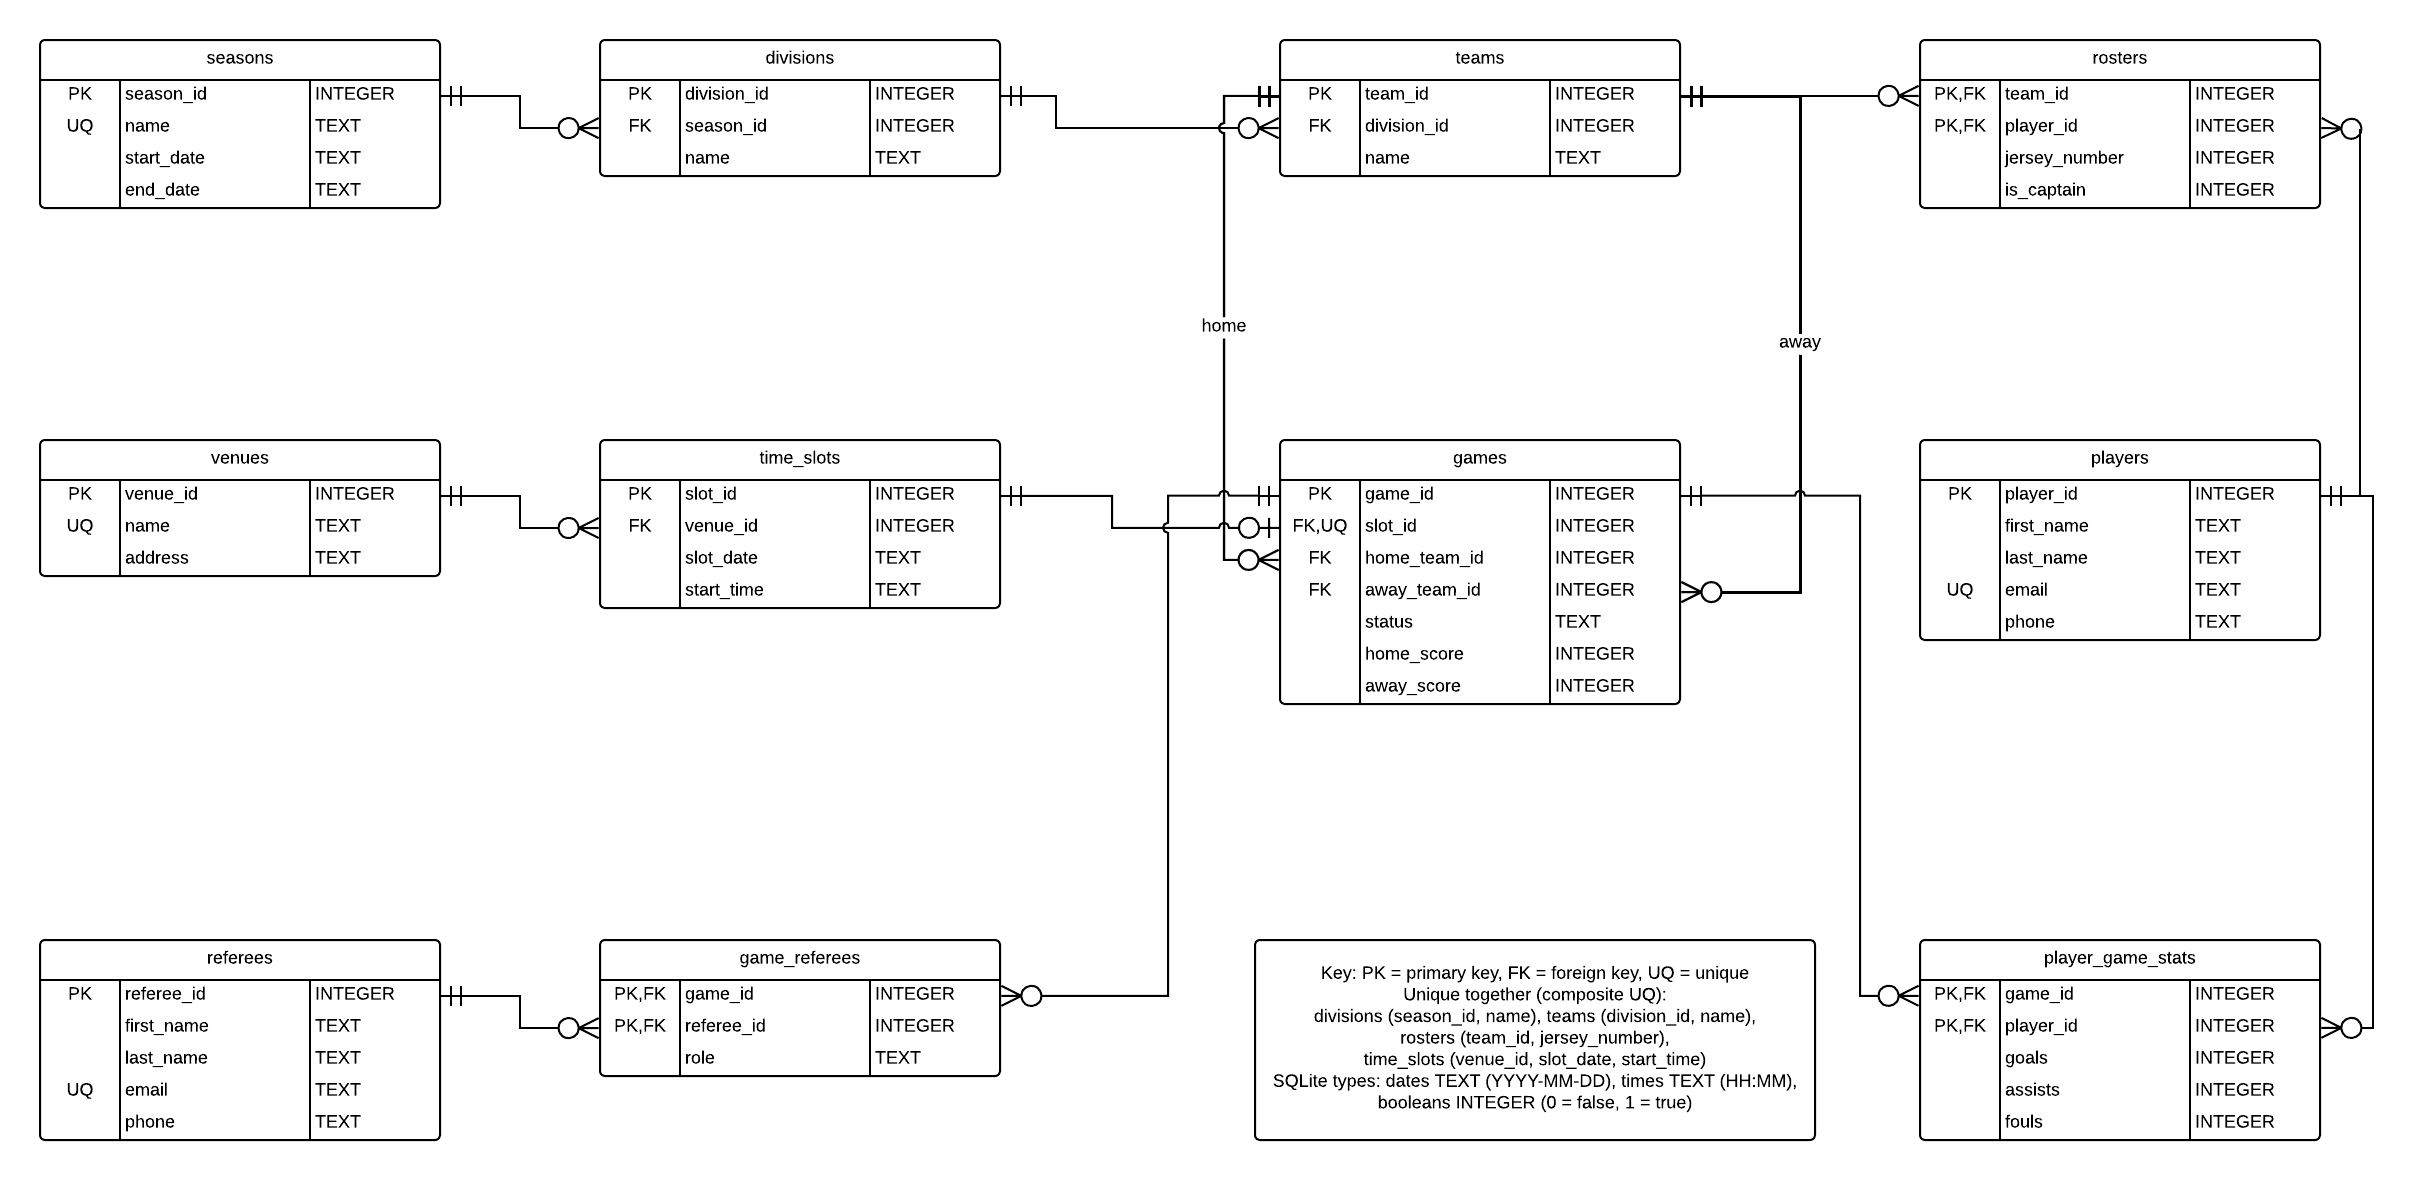 seasons
PK season_id INTEGER
UQ name TEXT
start_date TEXT
end_date TEXT
divisions
PK division_id INTEGER
FK season_id INTEGER
name TEXT
teams
PK team_id INTEGER
FK division_id INTEGER
name TEXT
rosters
PK,FK team_id INTEGER
PK,FK player_id INTEGER
jersey_number INTEGER
is_captain INTEGER
home
away
venues
PK venue_id INTEGER
UQ name TEXT
address TEXT
time_slots
PK slot_id INTEGER
FK venue_id INTEGER
slot_date TEXT
start_time TEXT
games
PK game_id INTEGER
FK,UQ slot_id INTEGER
FK home_team_id INTEGER
FK away_team_id INTEGER
status TEXT
home_score INTEGER
away_score INTEGER
players
PK player_id INTEGER
first_name TEXT
last_name TEXT
UQ email TEXT
phone TEXT
referees
PK referee_id INTEGER
first_name TEXT
last_name TEXT
UQ email TEXT
phone TEXT
game_referees
PK,FK game_id INTEGER
PK,FK referee_id INTEGER
role TEXT
Key: PK = primary key, FK = foreign key, UQ = unique
Unique together (composite UQ):
divisions (season_id, name), teams (division_id, name),
rosters (team_id, jersey_number),
time_slots (venue_id, slot_date, start_time)
SQLite types: dates TEXT (YYYY-MM-DD), times TEXT (HH:MM),
booleans INTEGER (0 = false, 1 = true)
player_game_stats
PK,FK game_id INTEGER
PK,FK player_id INTEGER
goals INTEGER
assists INTEGER
fouls INTEGER